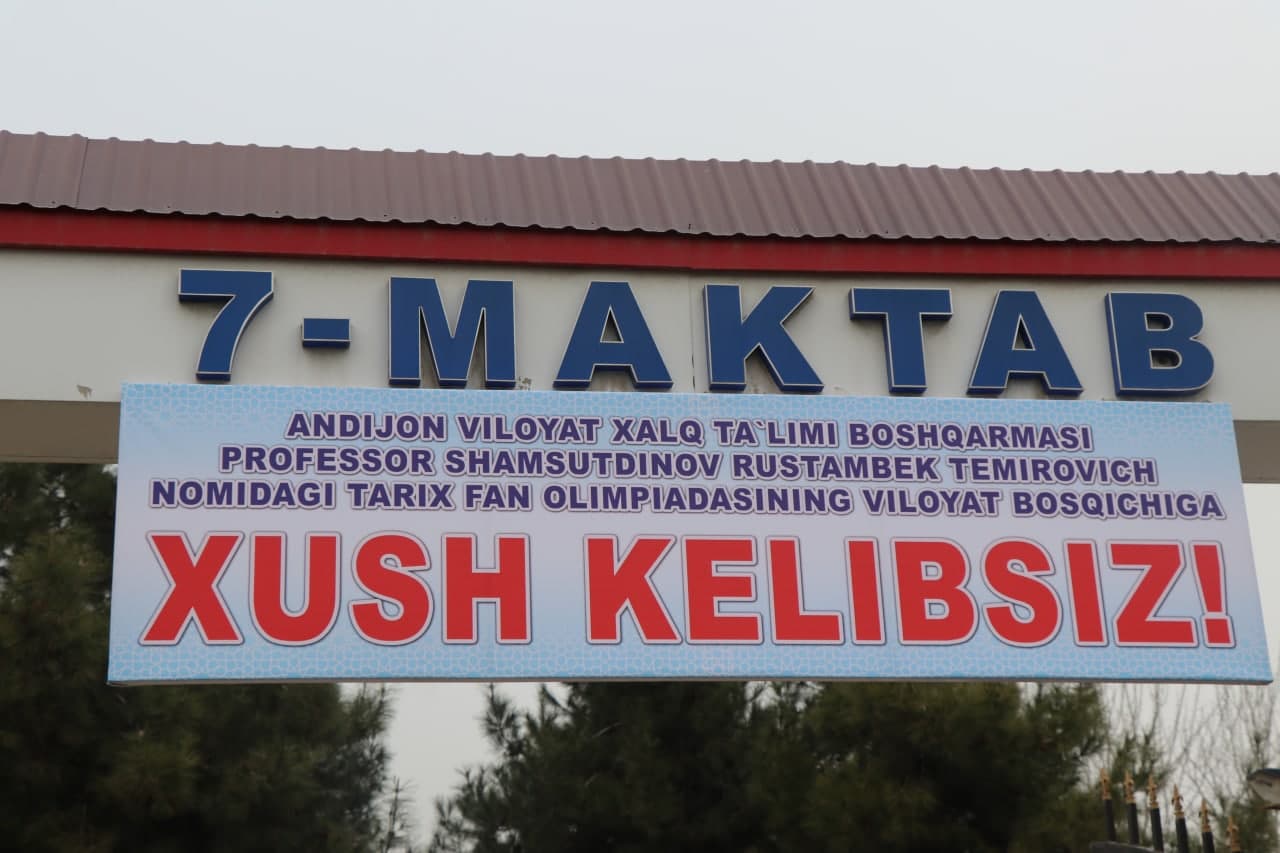 7-MAKTAB
ANDIJON VILOYAT XALQ TA`LIMI BOSHQARMASI
PROFESSOR SHAMSUTDINOV RUSTAMBEK TEMIROVICH
NOMIDAGI TARIX FAN OLIMPIADASINING VILOYAT BOSQICHIGA
XUSH KELIBSIZ!